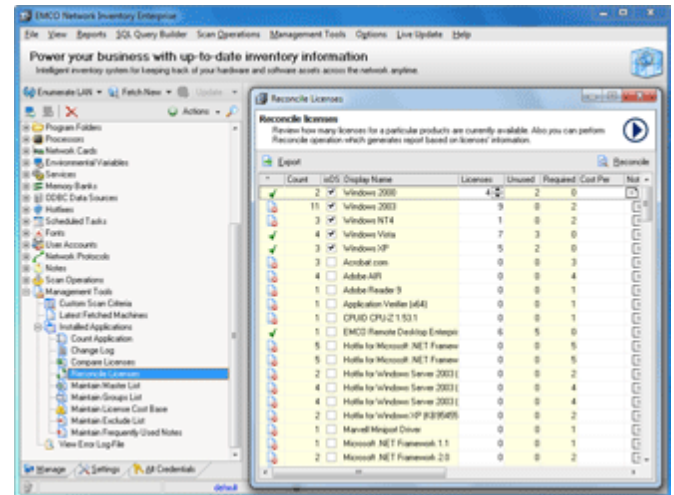 EMCO Network Inventory Enterprise
File View Reports SQL Query Builder Scan Operations Management Tools Options Live Update Help
Power your business with up-to-date inventory information
Intelligent inventory system for keeping track of your hardware and software assets across the network anytime.
Enumerate LAN Fetch New Update
Actions
Program Folders
Processors
Network Cards
Environmental Variables
Services
Memory Banks
ODBC Data Sources
Hotfixes
Scheduled Tasks
Fonts
User Accounts
Network Protocols
Notes
Scan Operations
Management Tools
Custom Scan Criteria
Latest Fetched Machines
Installed Applications
Count Application
Change Log
Compare Licenses
Reconcile Licenses
Maintain Master List
Maintain Groups List
Maintain License Cost Base
Maintain Exclude List
Maintain Frequently Used Notes
View Error Log File
Manage Settings All Credentials
default
Reconcile Licenses
Reconcile licenses
Review how many licenses for a particular products are currently available. Also you can perform
Reconcile operation which generates report based on licenses' information.
Export Reconcile
* Count isOS Display Name Licenses Unused Required Cost Per Not
2 Windows 2000 4 2 0
11 Windows 2003 9 0 2
3 Windows NT4 1 0 2
4 Windows Vista 7 3 0
3 Windows XP 5 2 0
3 Acrobat.com 0 0 3
4 Adobe AIR 0 0 4
1 Adobe Reader 9 0 0 1
1 Application Verifier (x64) 0 0 1
1 CPUID CPU-Z 1.53.1 0 0 1
1 EMCO Remote Desktop Enterpri 6 5 0
5 Hotfix for Microsoft .NET Framew 0 0 5
5 Hotfix for Microsoft .NET Framew 0 0 5
2 Hotfix for Windows Server 2003 ( 0 0 2
4 Hotfix for Windows Server 2003 ( 0 0 4
4 Hotfix for Windows Server 2003 ( 0 0 4
2 Hotfix for Windows XP 0 0 2
1 Marvell Miniport Driver 0 0 1
1 Microsoft .NET Framework 1.1 0 0 1
2 Microsoft .NET Framework 2.0 0 0 2